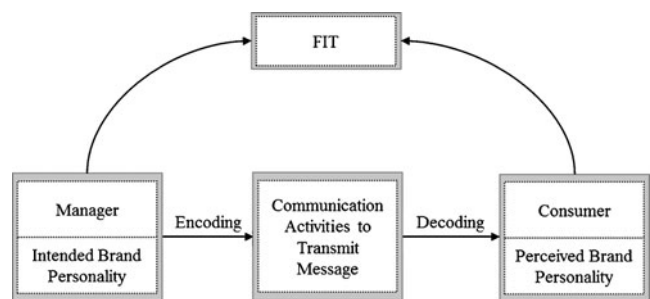 FIT
Manager
Intended Brand
Personality
Encoding
Communication
Activities to
Transmit
Message
Decoding
Consumer
Perceived Brand
Personality